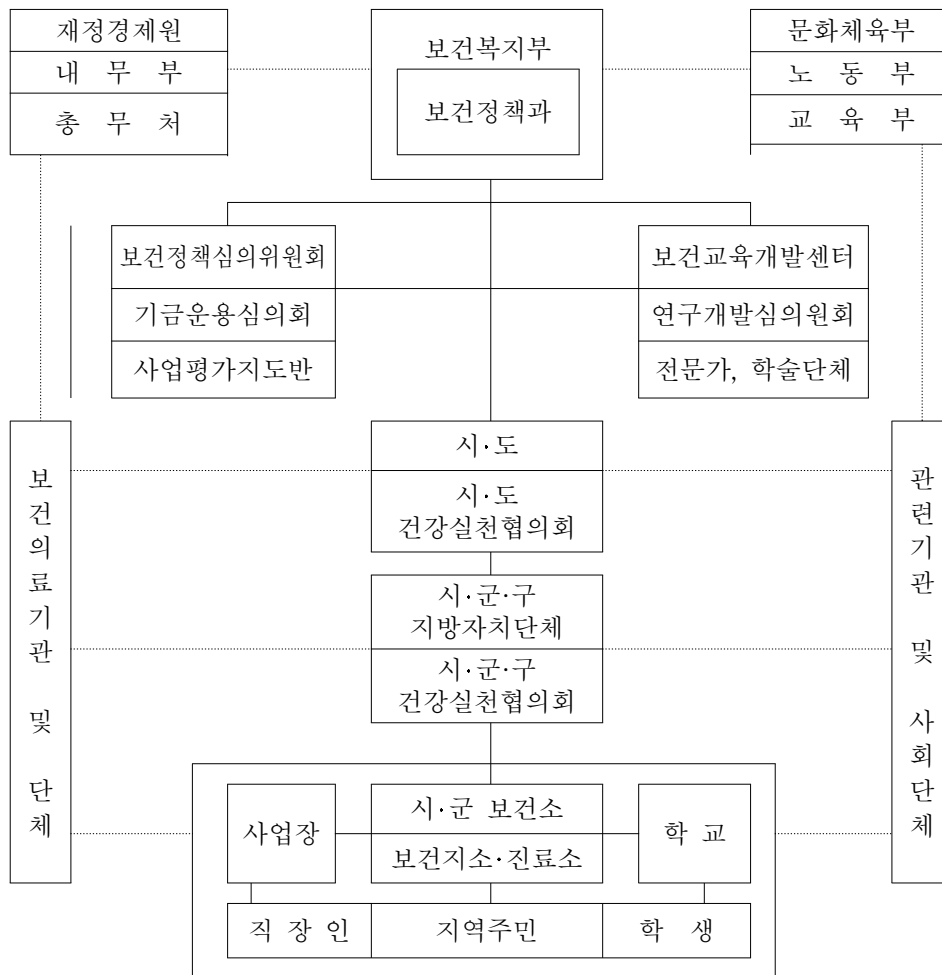 재정경제원
내 무 부
총 무 처
보건복지부
보건정책과
문화체육부
노 동 부
교 육 부
보건정책심의위원회
기금운용심의회
사업평가지도반
보건교육개발센터
연구개발심의원회
전문가, 학술단체
보건의료기관 및 단체
시·도
시·도
건강실천협의회
시·군·구
지방자치단체
시·군·구
건강실천협의회
관련기관 및 사회단체
사업장
시·군 보건소
보건지소·진료소
학 교
직 장 인
지역주민
학 생